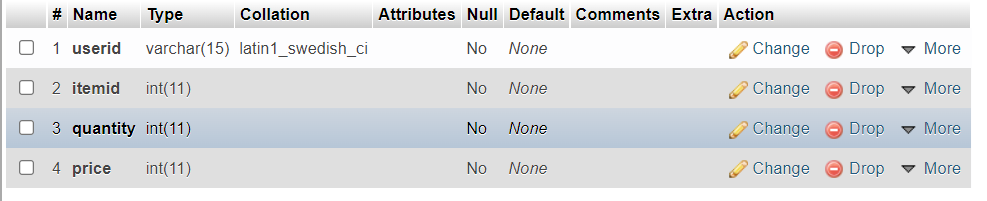 # Name Type Collation Attributes Null Default Comments Extra Action
1 userid varchar(15) latin1_swedish_ci No None Change Drop More
2 itemid int(11) No None Change Drop More
3 quantity int(11) No None Change Drop More
4 price int(11) No None Change Drop More